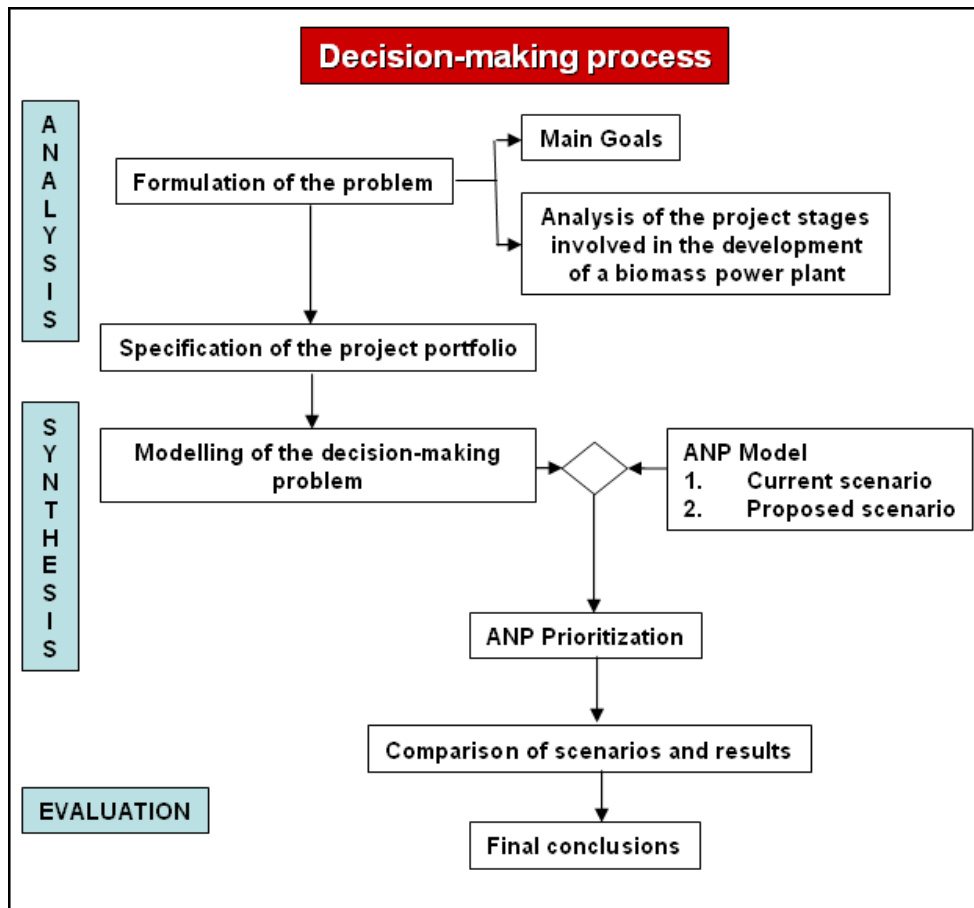 Decision-making process
ANALYSIS
Main Goals
Formulation of the problem
Analysis of the project stages
involved in the development
of a biomass power plant
Specification of the project portfolio
SYNTHESIS
Modelling of the decision-making
problem
ANP Model
1. Current scenario
2. Proposed scenario
ANP Prioritization
Comparison of scenarios and results
EVALUATION
Final conclusions